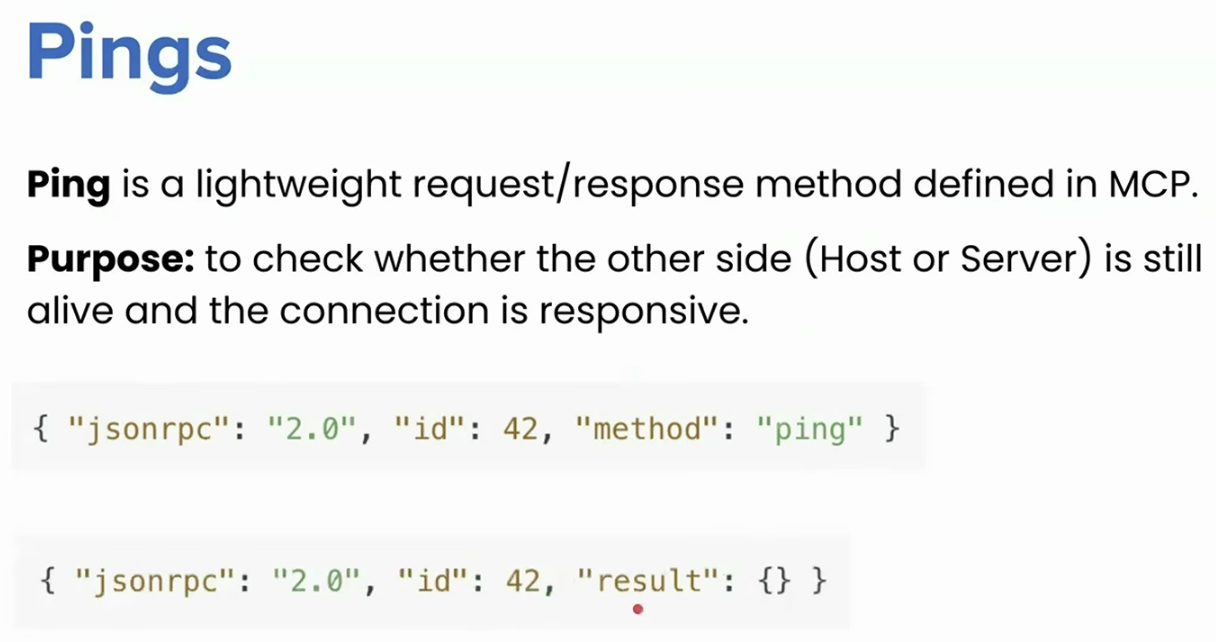 Pings
Ping is a lightweight request/response method defined in MCP.
Purpose: to check whether the other side (Host or Server) is still
alive and the connection is responsive.
{ "jsonrpc": "2.0", "id": 42, "method": "ping" }
{ "jsonrpc": "2.0", "id": 42, "result": {} }